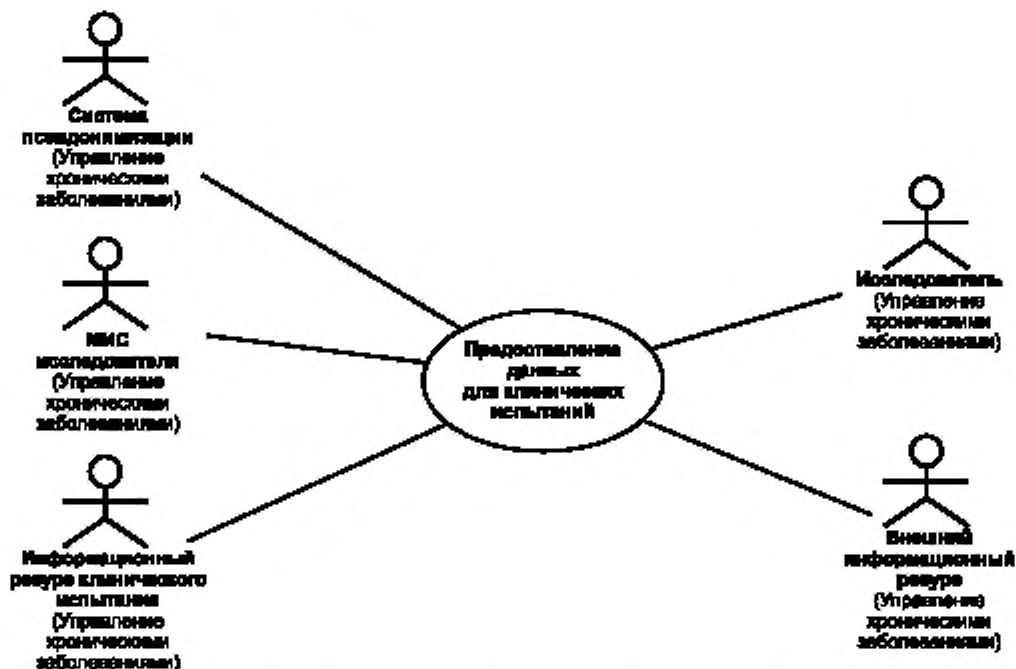 Система
псевдонимизации
(Управление
хроническими
заболеваниями)
МИС
исследователя
(Управление
хроническими
заболеваниями)
Информационный
ресурс клинического
испытания
(Управление
хроническими
заболеваниями)
Предоставление
данных
для клинических
испытаний
Исследователь
(Управление
хроническими
заболеваниями)
Внешний
информационный
ресурс
(Управление
хроническими
заболеваниями)